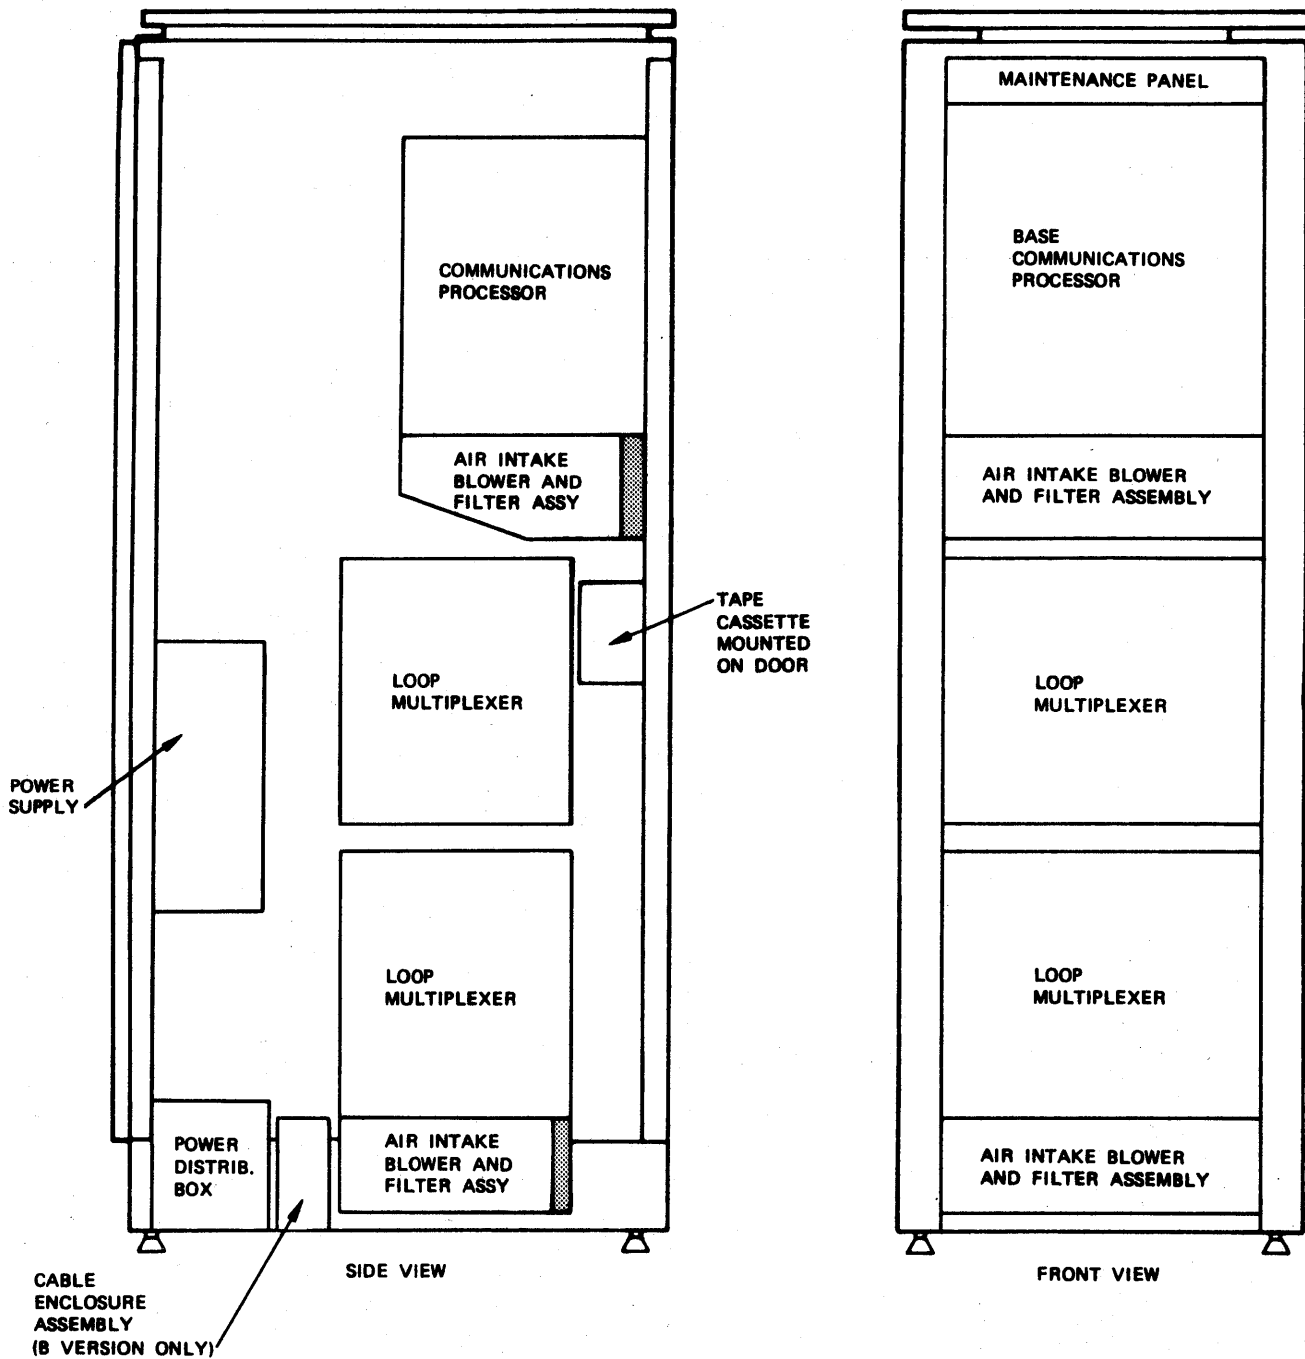 COMMUNICATIONS
PROCESSOR
AIR INTAKE
BLOWER AND
FILTER ASSY
TAPE
CASSETTE
MOUNTED
ON DOOR
LOOP
MULTIPLEXER
POWER
SUPPLY
LOOP
MULTIPLEXER
POWER
DISTRIB.
BOX
AIR INTAKE
BLOWER AND
FILTER ASSY
CABLE
ENCLOSURE
ASSEMBLY
(B VERSION ONLY)
SIDE VIEW
MAINTENANCE PANEL
BASE
COMMUNICATIONS
PROCESSOR
AIR INTAKE BLOWER
AND FILTER ASSEMBLY
LOOP
MULTIPLEXER
LOOP
MULTIPLEXER
AIR INTAKE BLOWER
AND FILTER ASSEMBLY
FRONT VIEW